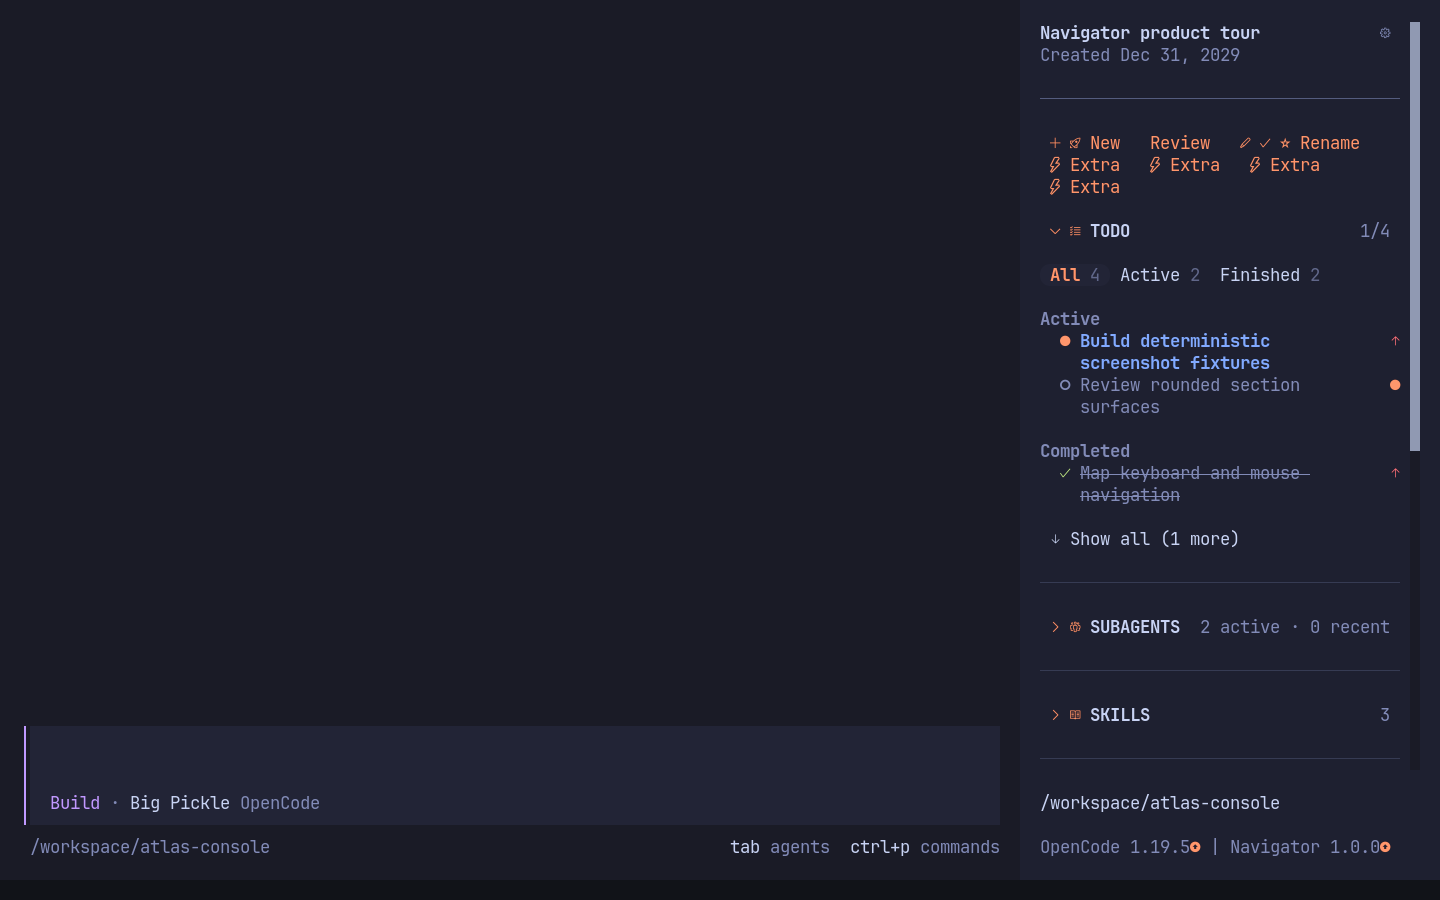 Navigator product tour
Created Dec 31, 2029
New Review Rename
Extra Extra Extra
Extra
TODO 1/4
All 4 Active 2 Finished 2
Active
Build deterministic
screenshot fixtures
Review rounded section
surfaces
Completed
Map keyboard and mouse
navigation
Show all (1 more)
SUBAGENTS 2 active · 0 recent
SKILLS 3
Build · Big Pickle OpenCode
/workspace/atlas-console
tab agents ctrl+p commands
/workspace/atlas-console
OpenCode 1.19.5 | Navigator 1.0.0